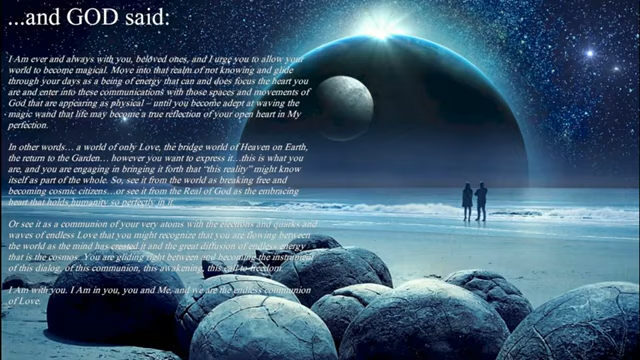 ...and GOD said:
I Am ever and always with you, beloved ones, and I urge you to allow your
world to become magical. Move into that realm of not knowing and glide
through your days as a being of energy that can and does focus the heart you
are and enter into these communications with those spaces and movements of
God that are appearing as physical – until you become adept at waving the
magic wand that life may become a true reflection of your open heart in My
perfection.
In other words… a world of only Love, the bridge world of Heaven on Earth,
the return to the Garden… however you want to express it…this is what you
are, and you are engaging in bringing it forth that “this reality” might know
itself as part of the whole. So, see it from the world as breaking free and
becoming cosmic citizens…or see it from the Real of God as the embracing
heart that holds humanity so perfectly in it.
Or see it as a communion of your very atoms with the electrons and quarks and
waves of endless Love that you might recognize that you are flowing between
the world as the mind has created it and the great diffusion of endless energy
that is the cosmos. You are gliding right between and becoming the instrument
of this dialog, of this communion, this awakening, this call to freedom.
I Am with you. I Am in you, you and Me, and we are the endless communion
of Love.